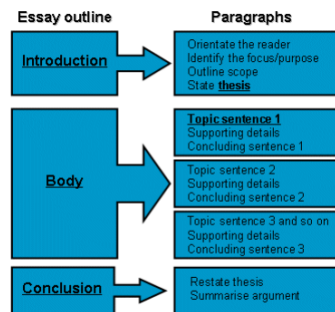 Essay outline
Paragraphs
Introduction
Orientate the reader
Identify the focus/purpose
Outline scope
State thesis
Body
Topic sentence 1
Supporting details
Concluding sentence 1
Topic sentence 2
Supporting details
Concluding sentence 2
Topic sentence 3 and so on
Supporting details
Concluding sentence 3
Conclusion
Restate thesis
Summarise argument